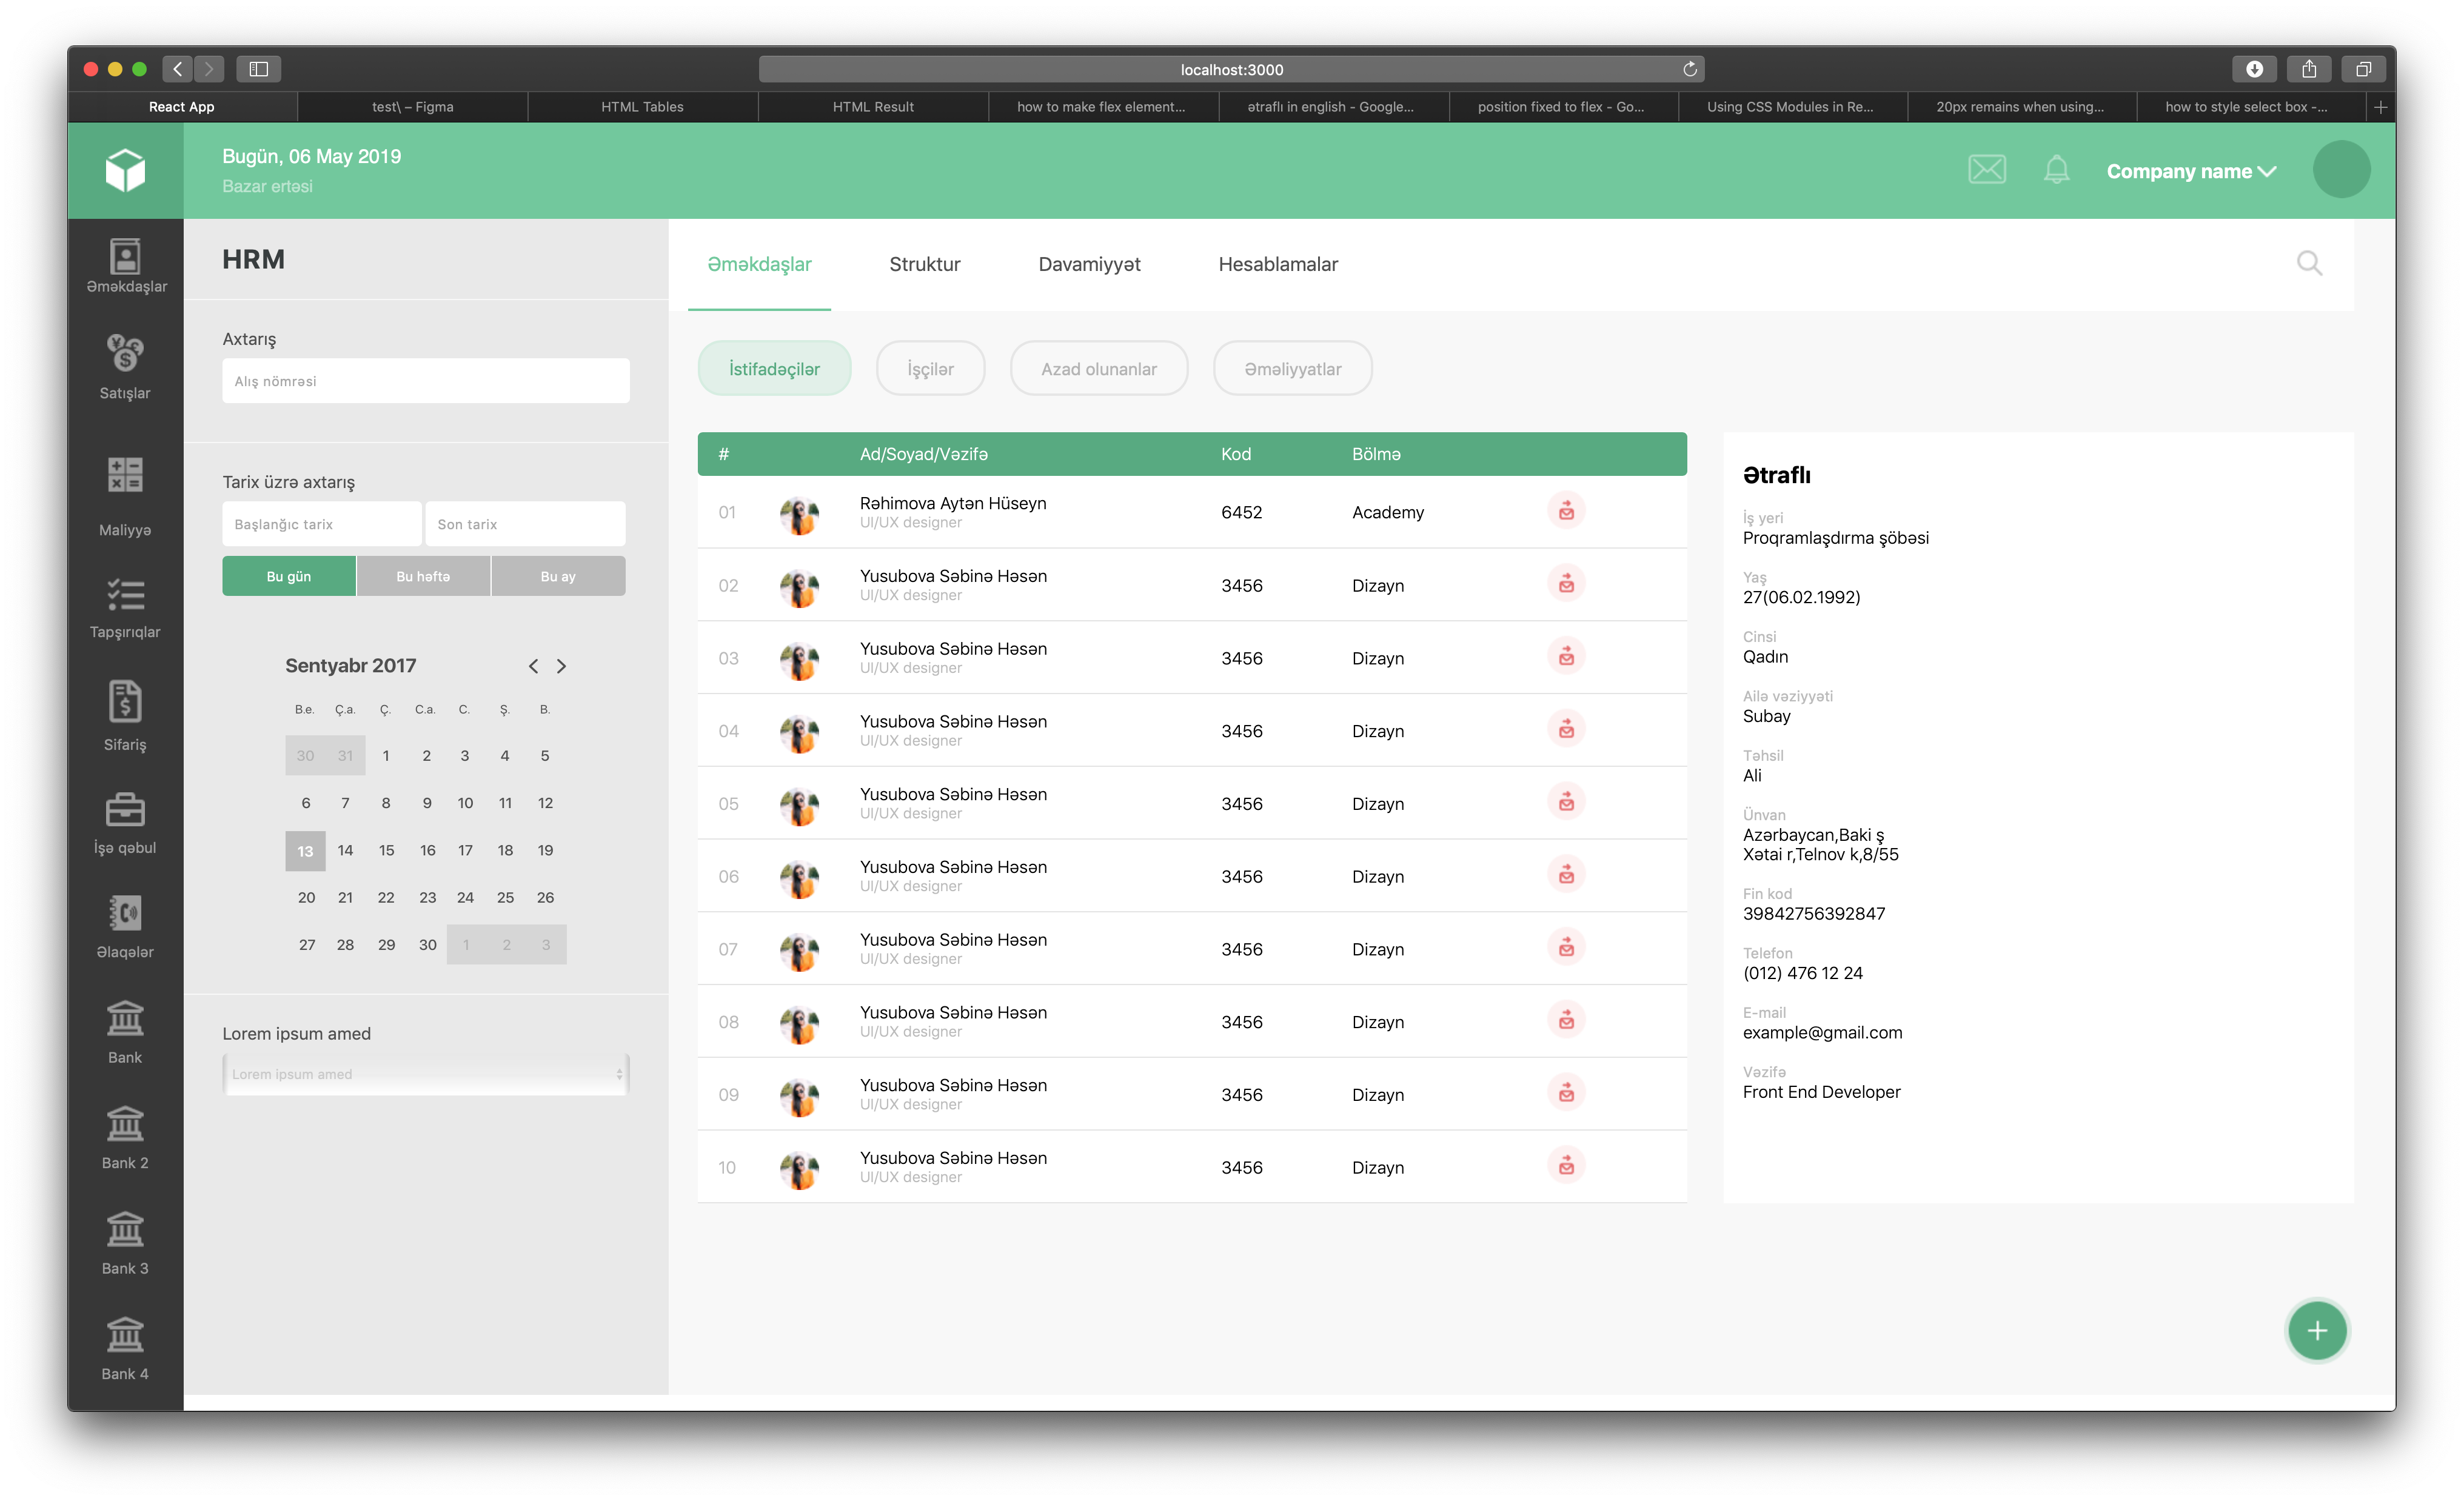 localhost:3000
React App
test\ – Figma
HTML Tables
HTML Result
how to make flex element...
ətraflı in english - Google...
position fixed to flex - Go...
Using CSS Modules in Re...
20px remains when using...
how to style select box -...
Bugün, 06 May 2019
Bazar ertəsi
Company name
Əməkdaşlar
Satışlar
Maliyyə
Tapşırıqlar
Sifariş
İşə qəbul
Əlaqələr
Bank
Bank 2
Bank 3
Bank 4
HRM
Axtarış
Alış nömrəsi
Tarix üzrə axtarış
Başlanğıc tarix Son tarix
Bu gün Bu həftə Bu ay
Sentyabr 2017
B.e. Ç.a. Ç. C.a. C. Ş. B.
30 31 1 2 3 4 5
6 7 8 9 10 11 12
13 14 15 16 17 18 19
20 21 22 23 24 25 26
27 28 29 30 1 2 3
Lorem ipsum amed
Lorem ipsum amed
Əməkdaşlar Struktur Davamiyyət Hesablamalar
İstifadəçilər İşçilər Azad olunanlar Əməliyyatlar
# Ad/Soyad/Vəzifə Kod Bölmə
01 Rəhimova Aytən Hüseyn 6452 Academy
UI/UX designer
02 Yusubova Səbinə Həsən 3456 Dizayn
UI/UX designer
03 Yusubova Səbinə Həsən 3456 Dizayn
UI/UX designer
04 Yusubova Səbinə Həsən 3456 Dizayn
UI/UX designer
05 Yusubova Səbinə Həsən 3456 Dizayn
UI/UX designer
06 Yusubova Səbinə Həsən 3456 Dizayn
UI/UX designer
07 Yusubova Səbinə Həsən 3456 Dizayn
UI/UX designer
08 Yusubova Səbinə Həsən 3456 Dizayn
UI/UX designer
09 Yusubova Səbinə Həsən 3456 Dizayn
UI/UX designer
10 Yusubova Səbinə Həsən 3456 Dizayn
UI/UX designer
Ətraflı
İş yeri
Proqramlaşdırma şöbəsi
Yaş
27(06.02.1992)
Cinsi
Qadın
Ailə vəziyyəti
Subay
Təhsil
Ali
Ünvan
Azərbaycan,Baki ş
Xətai r,Telnov k,8/55
Fin kod
39842756392847
Telefon
(012) 476 12 24
E-mail
example@gmail.com
Vəzifə
Front End Developer